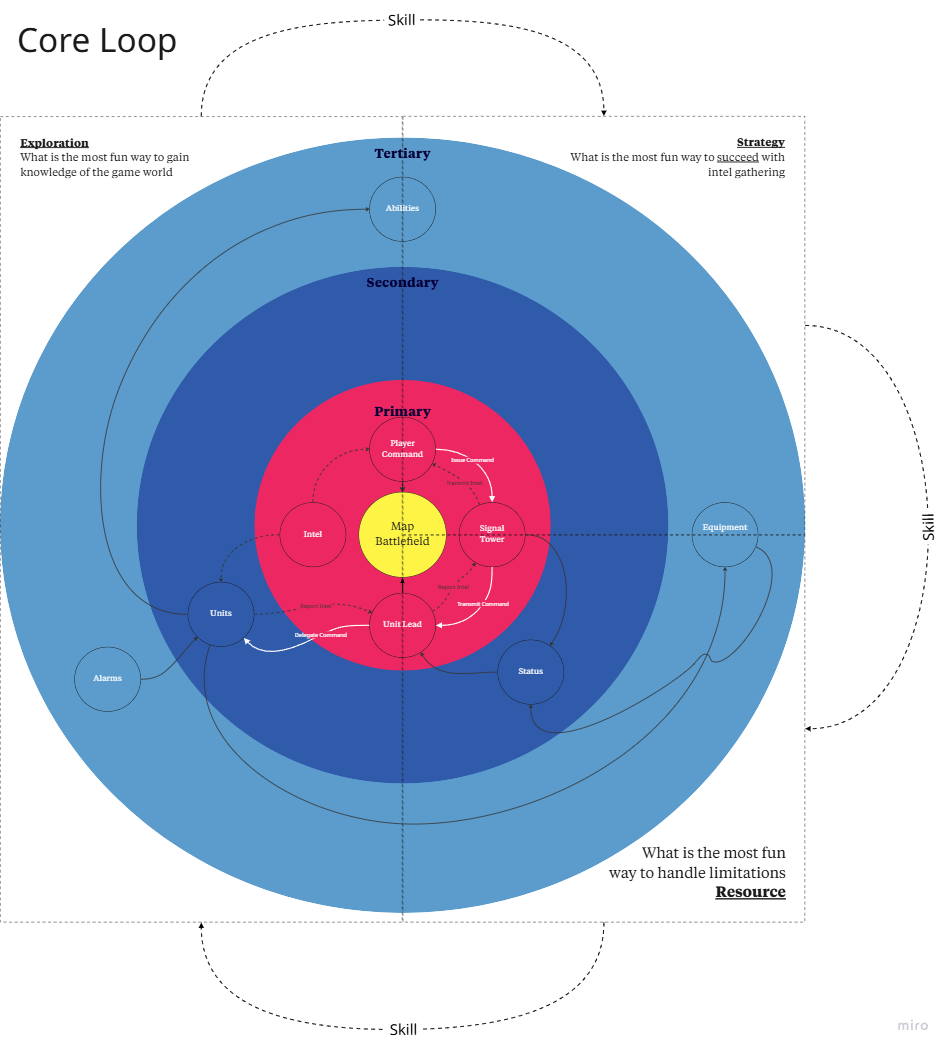 Skill
Core Loop
Exploration
What is the most fun way to gain
knowledge of the game world
Strategy
What is the most fun way to succeed with
intel gathering
Tertiary
Abilities
Secondary
Primary
Player
Command
Issue Command
Transmit Intel
Map
Battlefield
Intel
Signal
Tower
Equipment
Skill
Report Intel
Report Intel
Transmit Command
Units
Unit Lead
Delegate Command
Alarms
Status
What is the most fun
way to handle limitations
Resource
Skill
miro